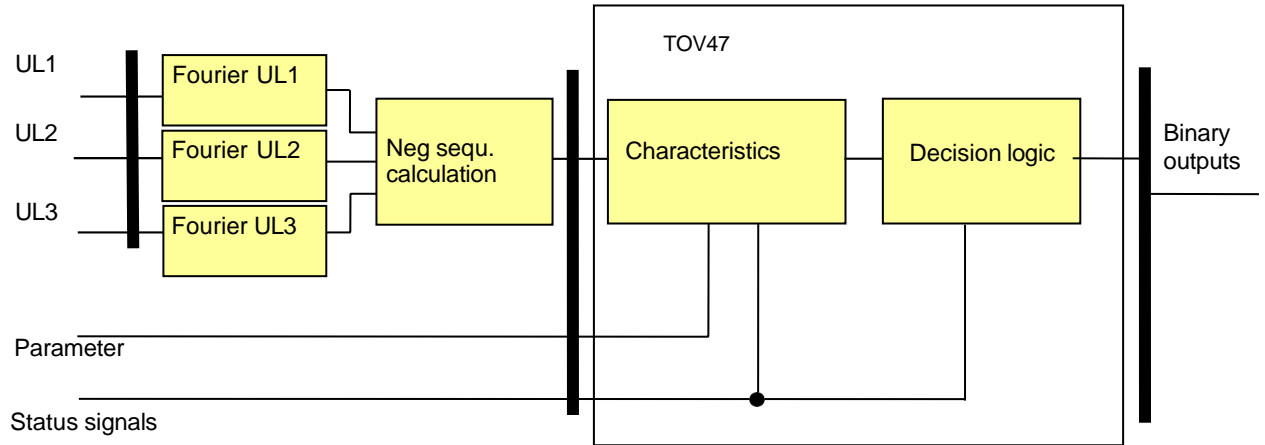 TOV47
UL1
Fourier UL1
UL2
Fourier UL2
Neg sequ.
calculation
Characteristics
Decision logic
Binary
outputs
UL3
Fourier UL3
Parameter
Status signals